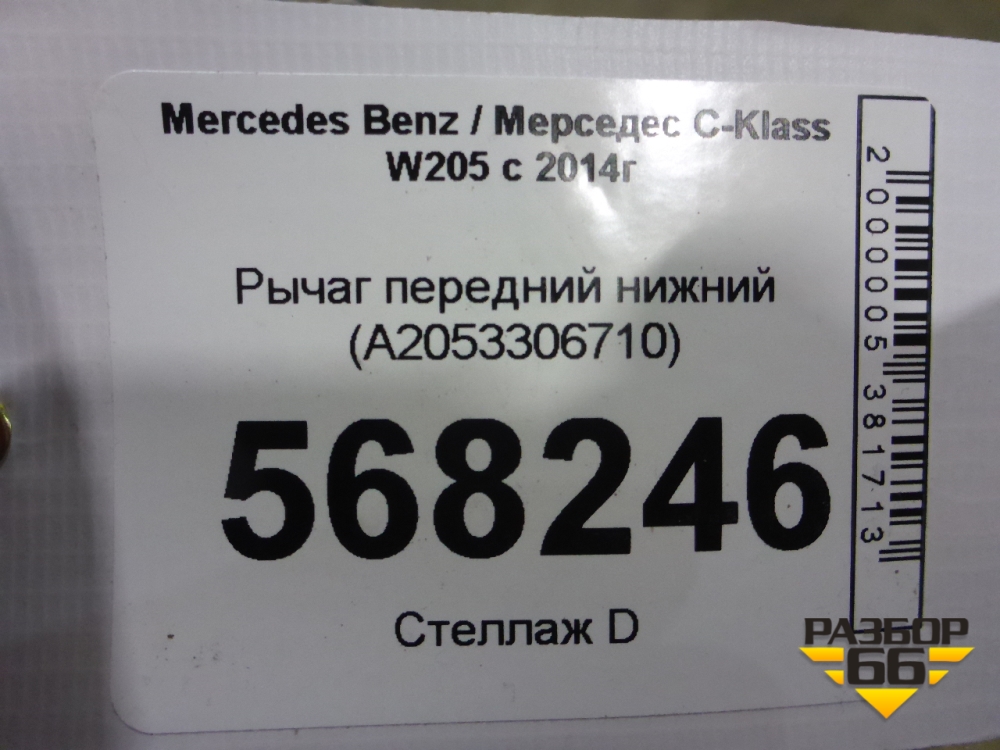 Mercedes Benz / Мерседес C-Klass
W205 с 2014г
Рычаг передний нижний
(A2053306710)
568246
Стеллаж D
2000005381713
РАЗБОР
66